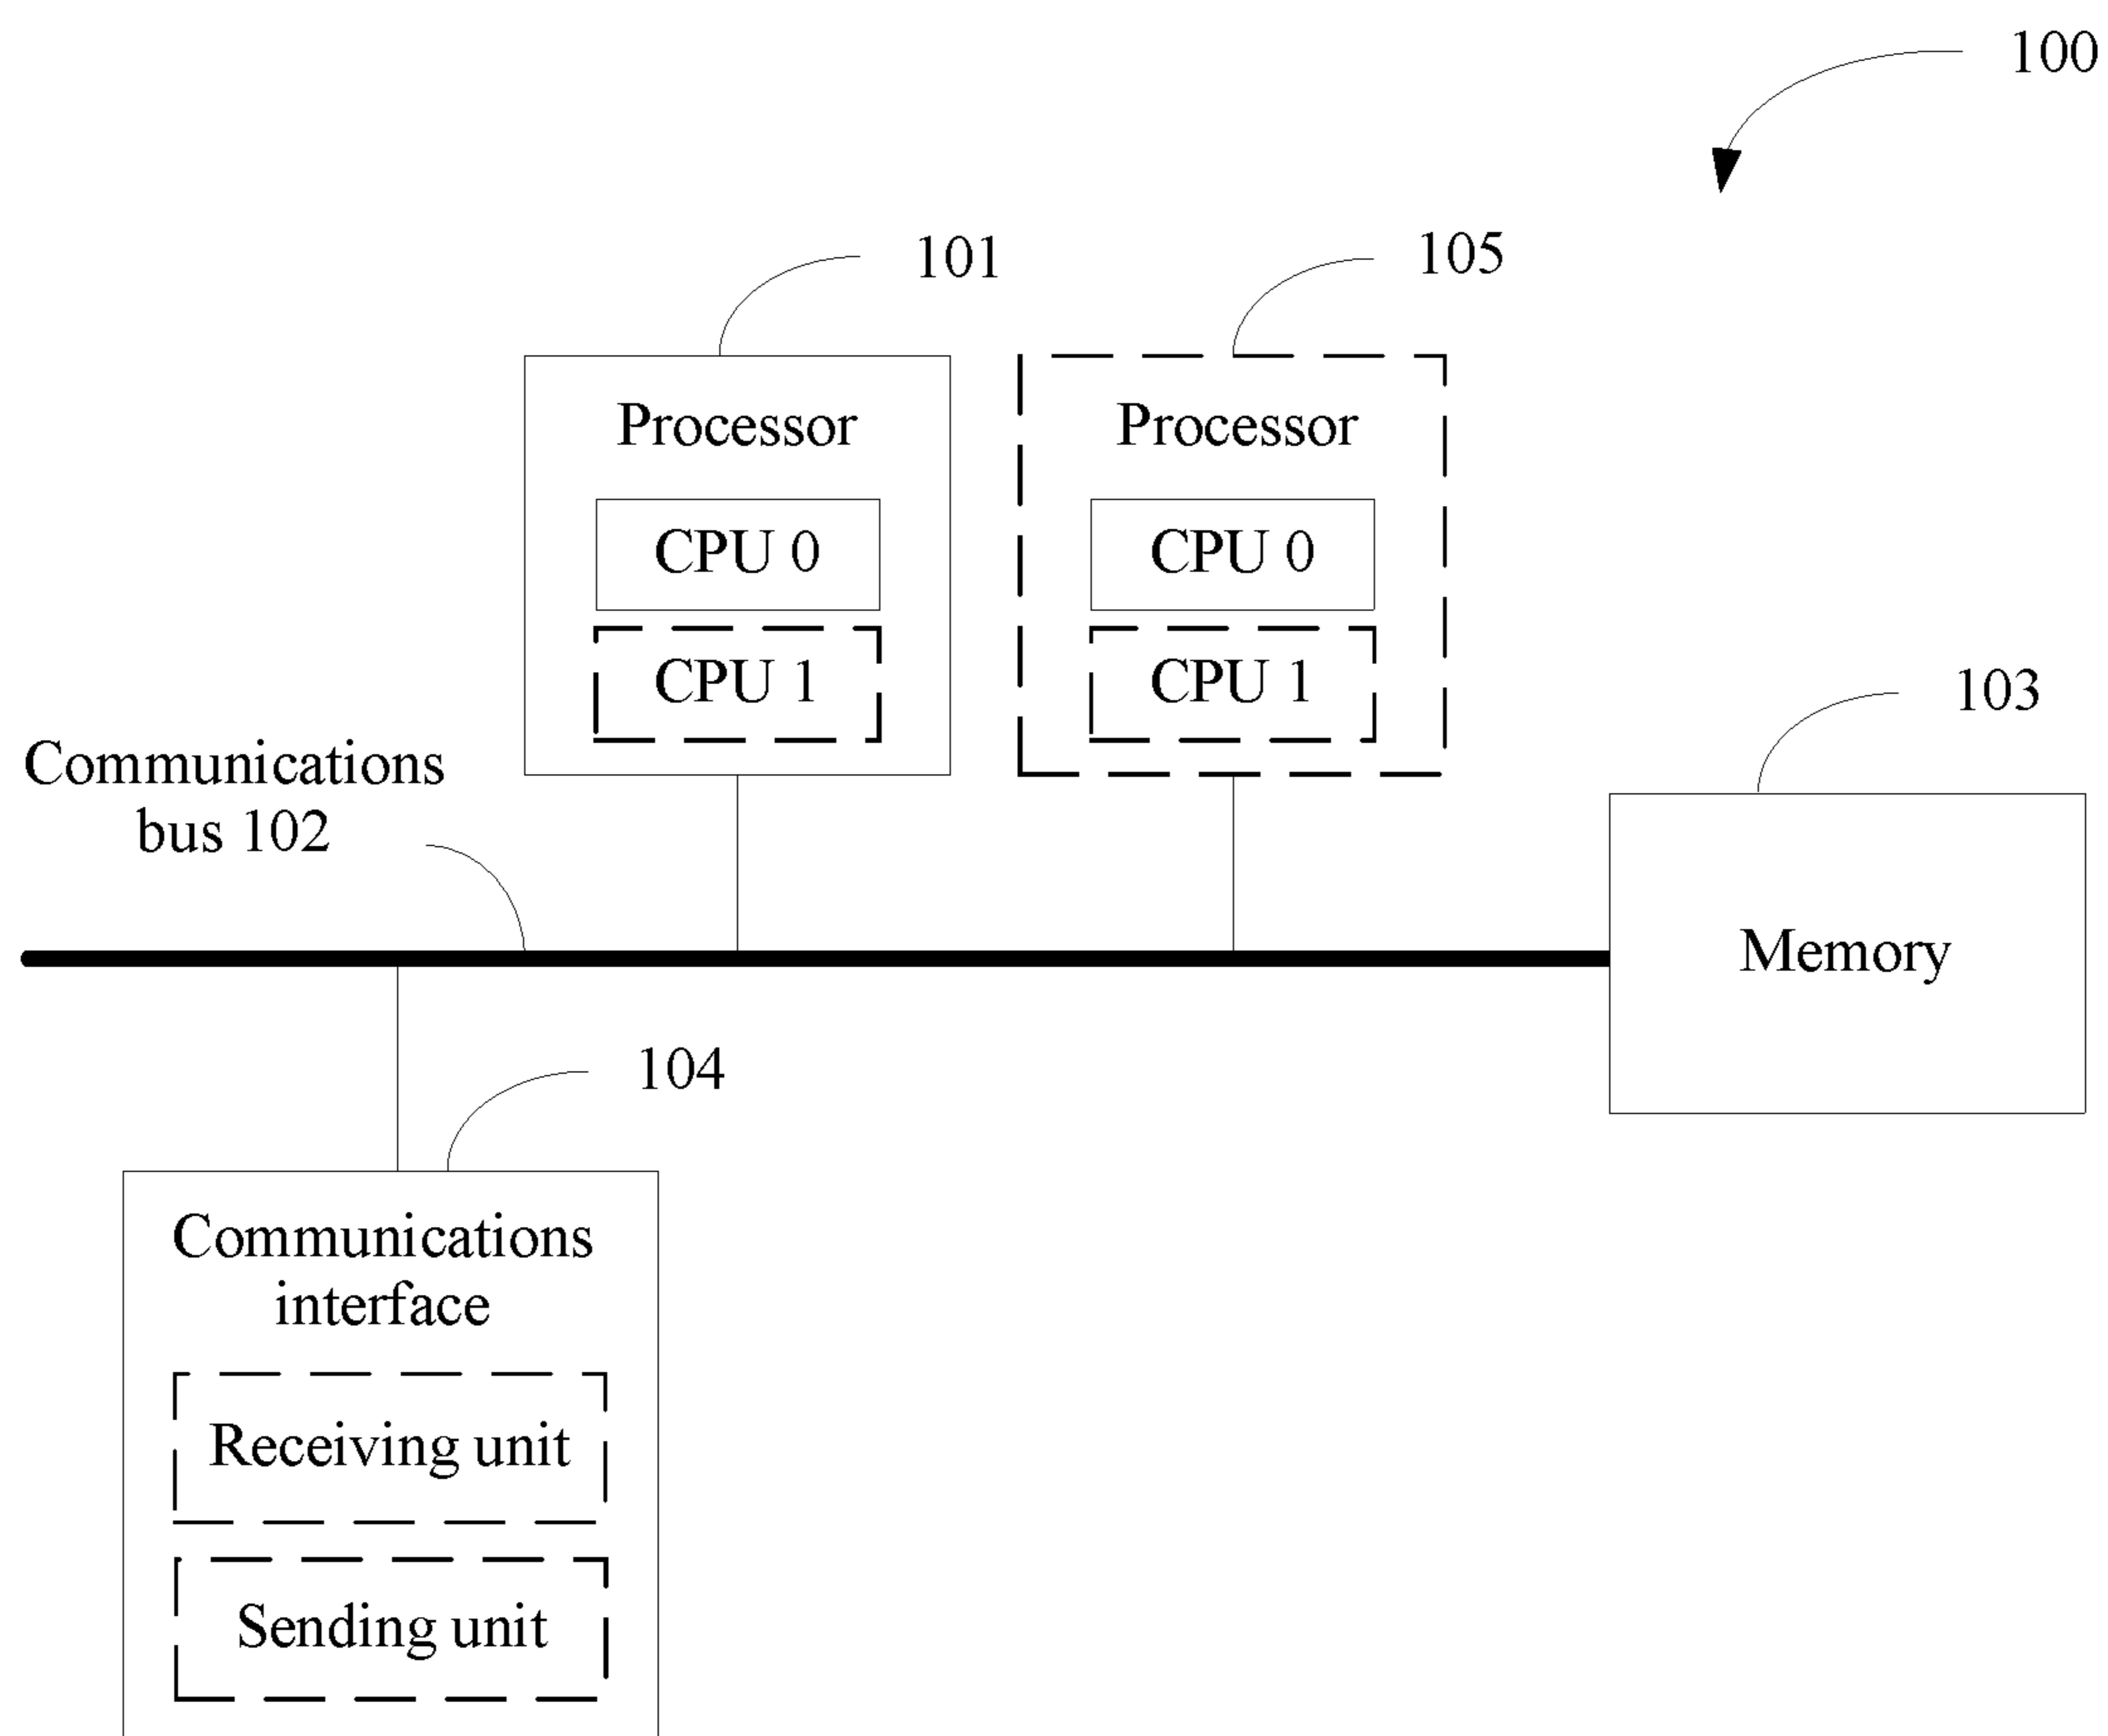 100
101
105
Processor
Processor
CPU 0
CPU 0
CPU 1
CPU 1
103
Communications
bus 102
Memory
104
Communications
interface
Receiving unit
Sending unit